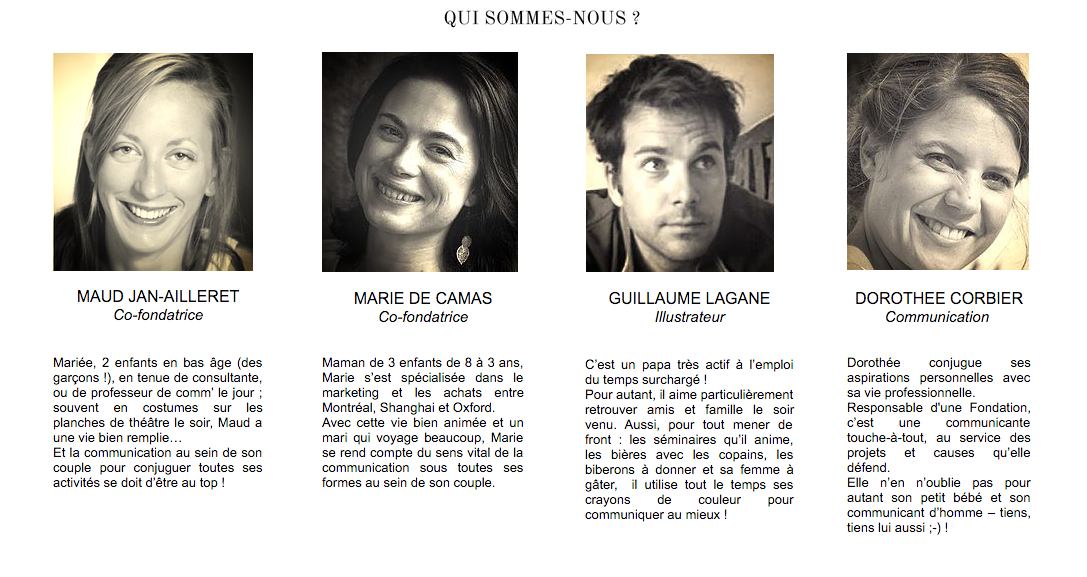 QUI SOMMES-NOUS ?
MAUD JAN-AILLERET
Co-fondatrice
Mariée, 2 enfants en bas âge (des
garçons !), en tenue de consultante,
ou de professeur de comm' le jour ;
souvent en costumes sur les
planches de théâtre le soir, Maud a
une vie bien remplie…
Et la communication au sein de son
couple pour conjuguer toutes ses
activités se doit d'être au top !
MARIE DE CAMAS
Co-fondatrice
Maman de 3 enfants de 8 à 3 ans,
Marie s'est spécialisée dans le
marketing et les achats entre
Montréal, Shanghai et Oxford.
Avec cette vie bien animée et un
mari qui voyage beaucoup, Marie
se rend compte du sens vital de la
communication sous toutes ses
formes au sein de son couple.
GUILLAUME LAGANE
Illustrateur
C'est un papa très actif à l'emploi
du temps surchargé !
Pour autant, il aime particulièrement
retrouver amis et famille le soir
venu. Aussi, pour tout mener de
front : les séminaires qu'il anime,
les bières avec les copains, les
biberons à donner et sa femme à
gâter, il utilise tout le temps ses
crayons de couleur pour
communiquer au mieux !
DOROTHEE CORBIER
Communication
Dorothée conjugue ses
aspirations personnelles avec
sa vie professionnelle.
Responsable d'une Fondation,
c'est une communicante
touche-à-tout, au service des
projets et causes qu'elle
défend.
Elle n'en n'oublie pas pour
autant son petit bébé et son
communicant d'homme – tiens,
tiens lui aussi ;-) !